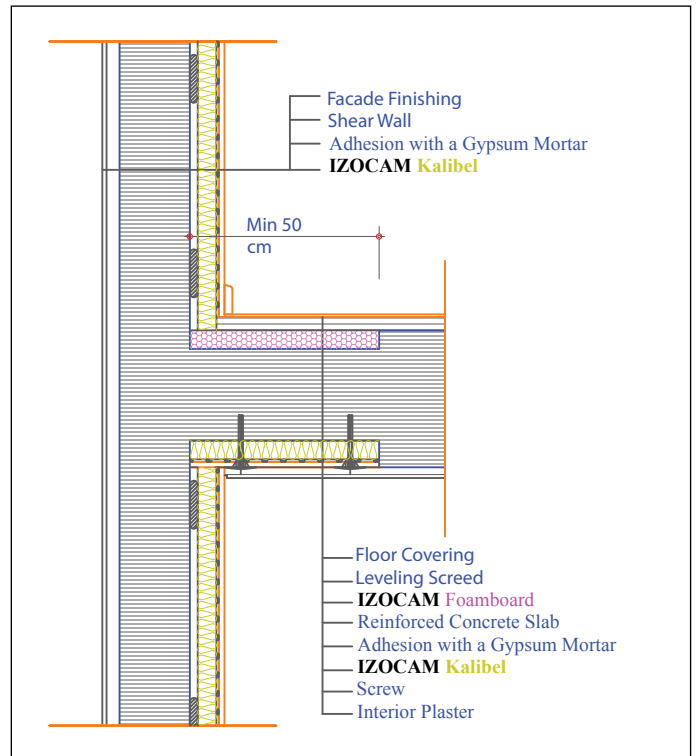 Facade Finishing
Shear Wall
Adhesion with a Gypsum Mortar
IZOCAM Kalibel
Min 50
cm
Floor Covering
Leveling Screed
IZOCAM Foamboard
Reinforced Concrete Slab
Adhesion with a Gypsum Mortar
IZOCAM Kalibel
Screw
Interior Plaster